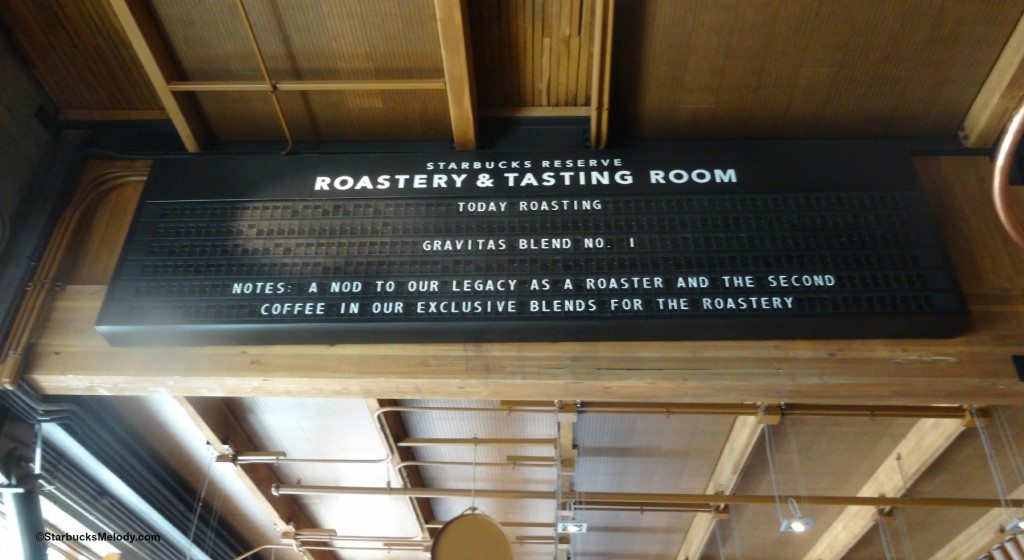 STARBUCKS RESERVE
ROASTERY & TASTING ROOM
TODAY ROASTING
GRAVITAS BLEND NO. 1
NOTES: A NOD TO OUR LEGACY AS A ROASTER AND THE SECOND
COFFEE IN OUR EXCLUSIVE BLENDS FOR THE ROASTERY
©StarbucksMelody.com